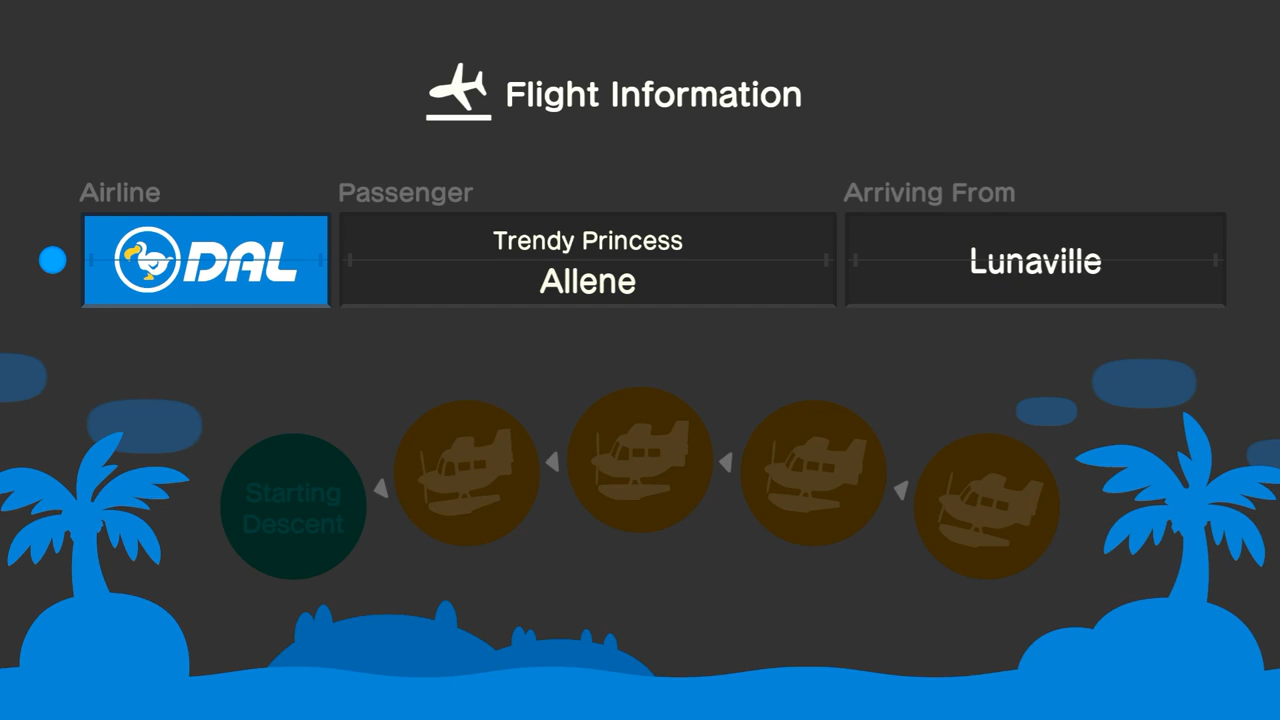 Flight Information
Airline
Passenger
Arriving From
DAL
Trendy Princess
Allene
Lunaville
Starting
Descent